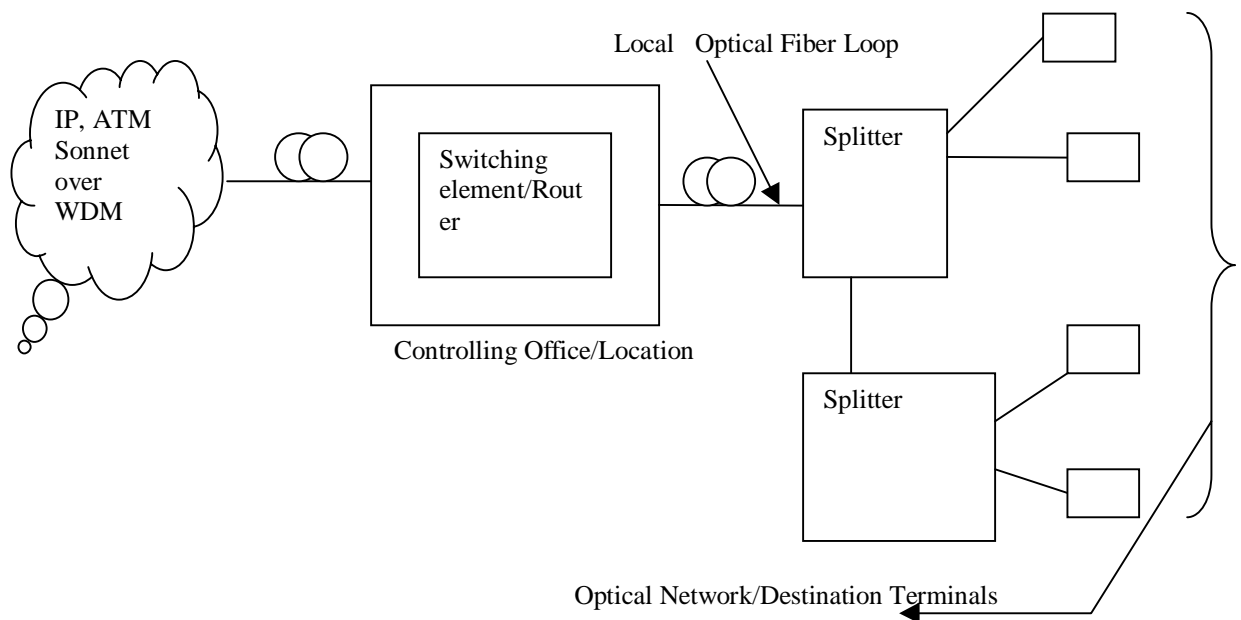 Local Optical Fiber Loop
IP, ATM
Sonnet
over
WDM
Switching
element/Rout
er
Splitter
Controlling Office/Location
Splitter
Optical Network/Destination Terminals